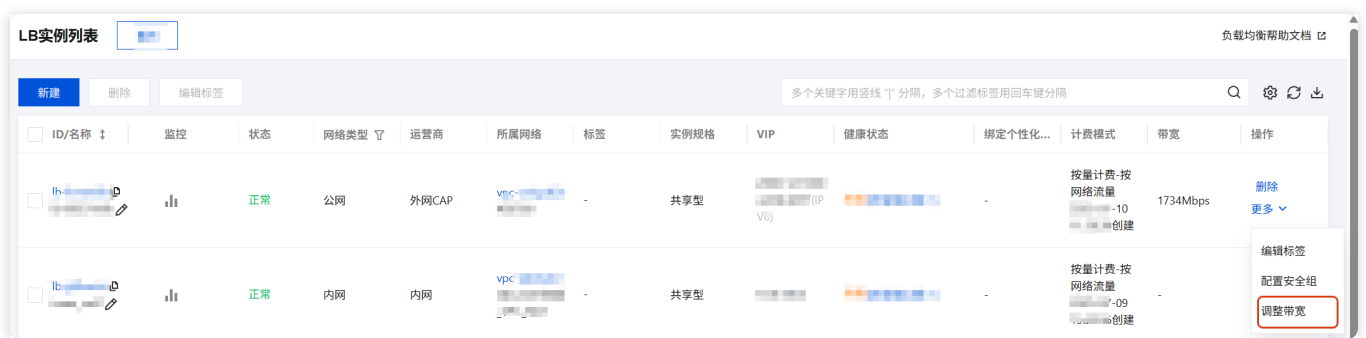 LB实例列表
负载均衡帮助文档
新建 删除 编辑标签 多个关键字用竖线 "|" 分隔，多个过滤标签用回车键分隔
ID/名称 监控 状态 网络类型 运营商 所属网络 标签 实例规格 VIP 健康状态 绑定个性化... 计费模式 带宽 操作
lb-
正常 公网 外网CAP vpc- - 共享型 (IPV6) -
按量计费-按
网络流量
-10
创建
1734Mbps
删除
更多
编辑标签
配置安全组
调整带宽
lb
正常 内网 内网 vpc - 共享型 -
按量计费-按
网络流量
-09
创建
-